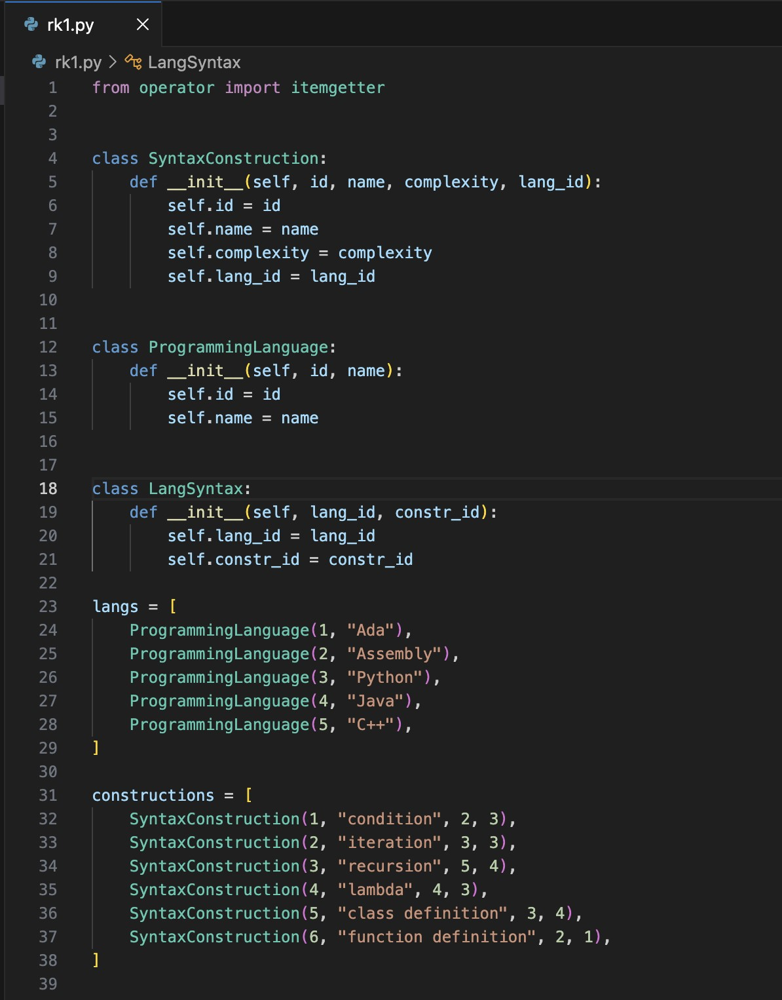 rk1.py
rk1.py > LangSyntax
1 from operator import itemgetter
2
3
4 class SyntaxConstruction:
5     def __init__(self, id, name, complexity, lang_id):
6         self.id = id
7         self.name = name
8         self.complexity = complexity
9         self.lang_id = lang_id
10
11
12 class ProgrammingLanguage:
13     def __init__(self, id, name):
14         self.id = id
15         self.name = name
16
17
18 class LangSyntax:
19     def __init__(self, lang_id, constr_id):
20         self.lang_id = lang_id
21         self.constr_id = constr_id
22
23 langs = [
24     ProgrammingLanguage(1, "Ada"),
25     ProgrammingLanguage(2, "Assembly"),
26     ProgrammingLanguage(3, "Python"),
27     ProgrammingLanguage(4, "Java"),
28     ProgrammingLanguage(5, "C++"),
29 ]
30
31 constructions = [
32     SyntaxConstruction(1, "condition", 2, 3),
33     SyntaxConstruction(2, "iteration", 3, 3),
34     SyntaxConstruction(3, "recursion", 5, 4),
35     SyntaxConstruction(4, "lambda", 4, 3),
36     SyntaxConstruction(5, "class definition", 3, 4),
37     SyntaxConstruction(6, "function definition", 2, 1),
38 ]
39